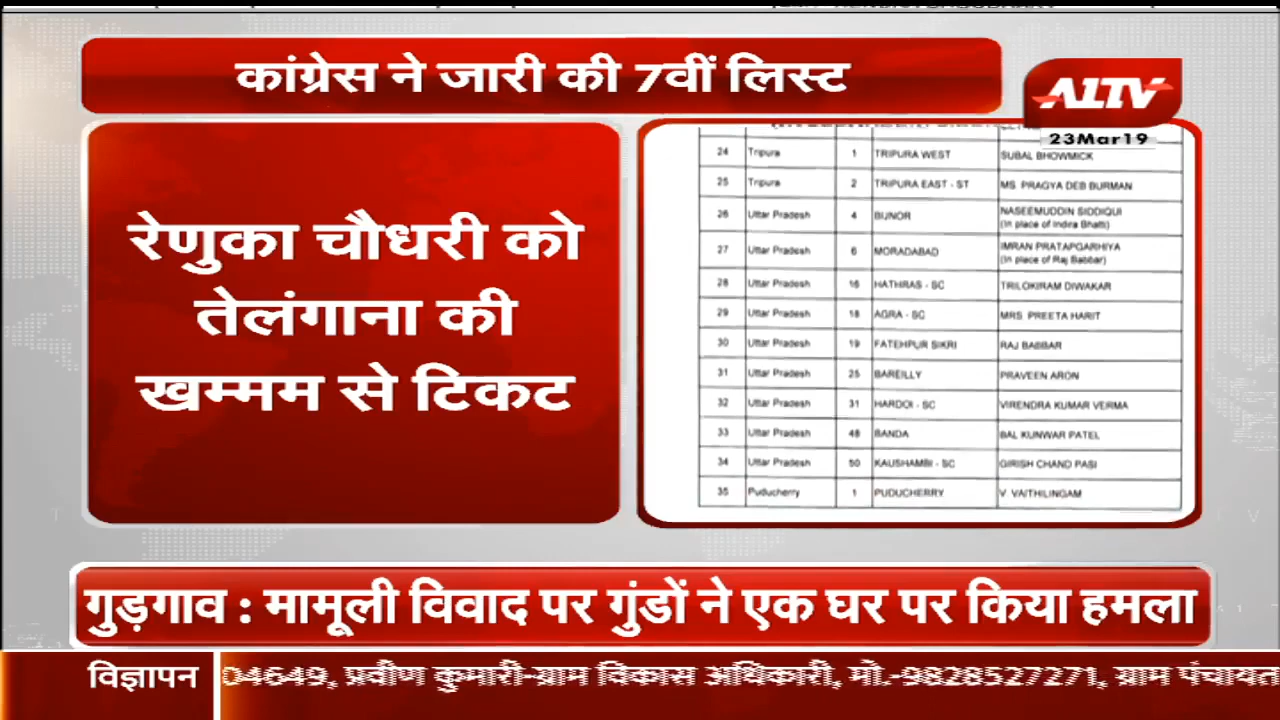 कांग्रेस ने जारी की 7वीं लिस्ट
ALTV
23Mar19
रेणुका चौधरी को
तेलंगाना की
खम्मम से टिकट
24 Tripura 1 TRIPURA WEST SUBAL BHOWMICK
25 Tripura 2 TRIPURA EAST - ST MS. PRAGYA DEB BURMAN
26 Uttar Pradesh 4 BIJNOR NASEEMUDDIN SIDDIQUI
(In place of Indira Bhatti)
27 Uttar Pradesh 6 MORADABAD IMRAN PRATAPGARHIYA
(In place of Raj Babbar)
28 Uttar Pradesh 16 HATHRAS - SC TRILOKIRAM DIWAKAR
29 Uttar Pradesh 18 AGRA - SC MRS. PREETA HARIT
30 Uttar Pradesh 19 FATEHPUR SIKRI RAJ BABBAR
31 Uttar Pradesh 25 BAREILLY PRAVEEN ARON
32 Uttar Pradesh 31 HARDOI - SC VIRENDRA KUMAR VERMA
33 Uttar Pradesh 48 BANDA BAL KUNWAR PATEL
34 Uttar Pradesh 50 KAUSHAMBI - SC GIRISH CHAND PASI
35 Puducherry 1 PUDUCHERRY V. VAITHILINGAM
गुड़गाव : मामूली विवाद पर गुंडों ने एक घर पर किया हमला
विज्ञापन 04649, प्रवीण कुमारी-ग्राम विकास अधिकारी, मो.-9828527271, ग्राम पंचायत